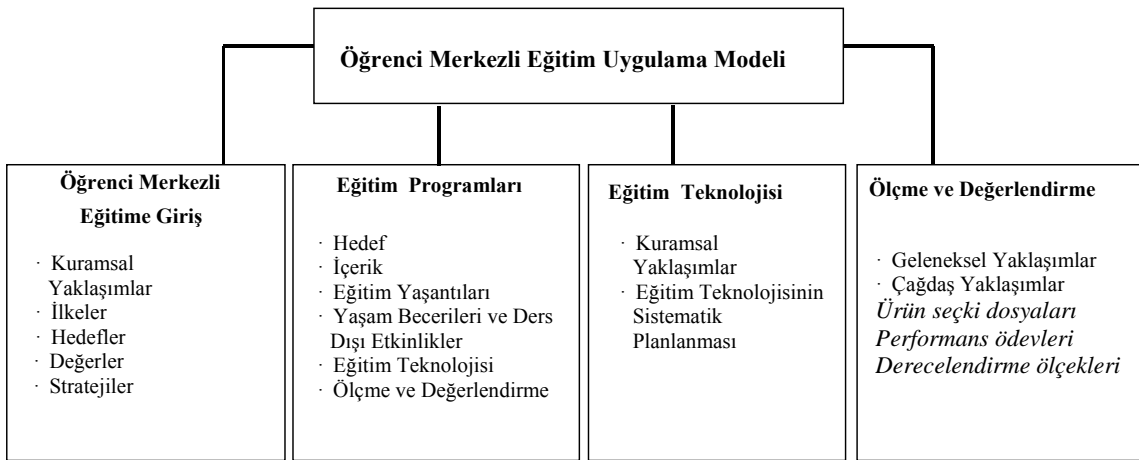 Öğrenci Merkezli Eğitim Uygulama Modeli
Öğrenci Merkezli
Eğitime Giriş
· Kuramsal
Yaklaşımlar
· İlkeler
· Hedefler
· Değerler
· Stratejiler
Eğitim Programları
· Hedef
· İçerik
· Eğitim Yaşantıları
· Yaşam Becerileri ve Ders
Dışı Etkinlikler
· Eğitim Teknolojisi
· Ölçme ve Değerlendirme
Eğitim Teknolojisi
· Kuramsal
Yaklaşımlar
· Eğitim Teknolojisinin
Sistematik
Planlanması
Ölçme ve Değerlendirme
· Geleneksel Yaklaşımlar
· Çağdaş Yaklaşımlar
Ürün seçki dosyaları
Performans ödevleri
Derecelendirme ölçekleri